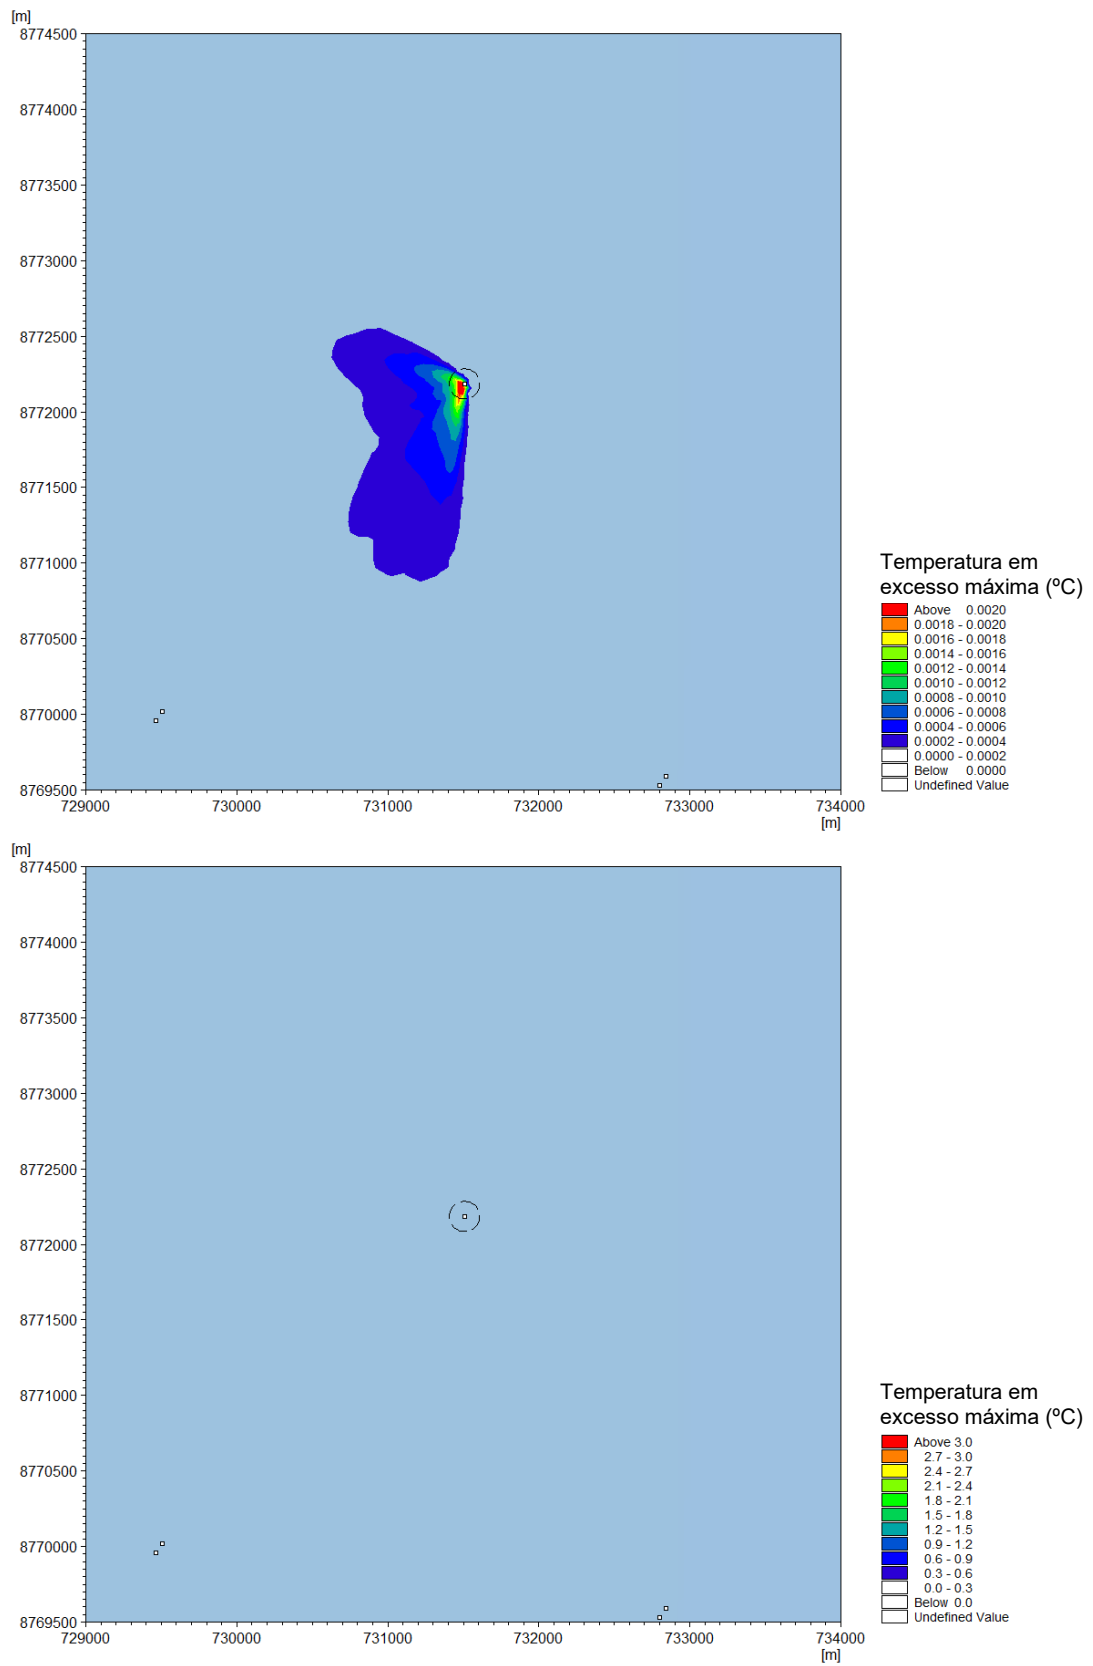 [m]
8774500
8774000
8773500
8773000
8772500
8772000
8771500
8771000
8770500
8770000
8769500
729000 730000 731000 732000 733000 734000
[m]
Temperatura em
excesso máxima (ºC)
Above 0.0020
0.0018 - 0.0020
0.0016 - 0.0018
0.0014 - 0.0016
0.0012 - 0.0014
0.0010 - 0.0012
0.0008 - 0.0010
0.0006 - 0.0008
0.0004 - 0.0006
0.0002 - 0.0004
0.0000 - 0.0002
Below 0.0000
Undefined Value
[m]
8774500
8774000
8773500
8773000
8772500
8772000
8771500
8771000
8770500
8770000
8769500
729000 730000 731000 732000 733000 734000
[m]
Temperatura em
excesso máxima (ºC)
Above 3.0
2.7 - 3.0
2.4 - 2.7
2.1 - 2.4
1.8 - 2.1
1.5 - 1.8
1.2 - 1.5
0.9 - 1.2
0.6 - 0.9
0.3 - 0.6
0.0 - 0.3
Below 0.0
Undefined Value